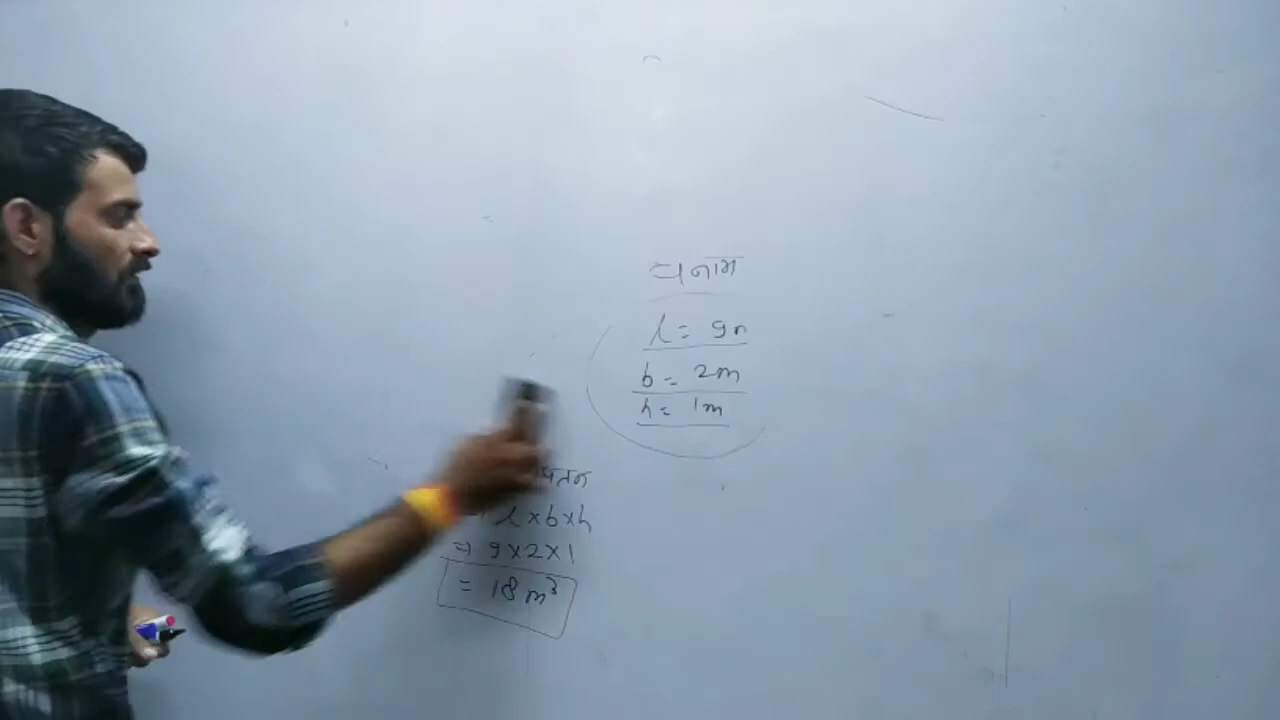 घनाभ
l = 9m
b = 2m
h = 1m
l×b×h
⇒ 9×2×1
= 18 m³